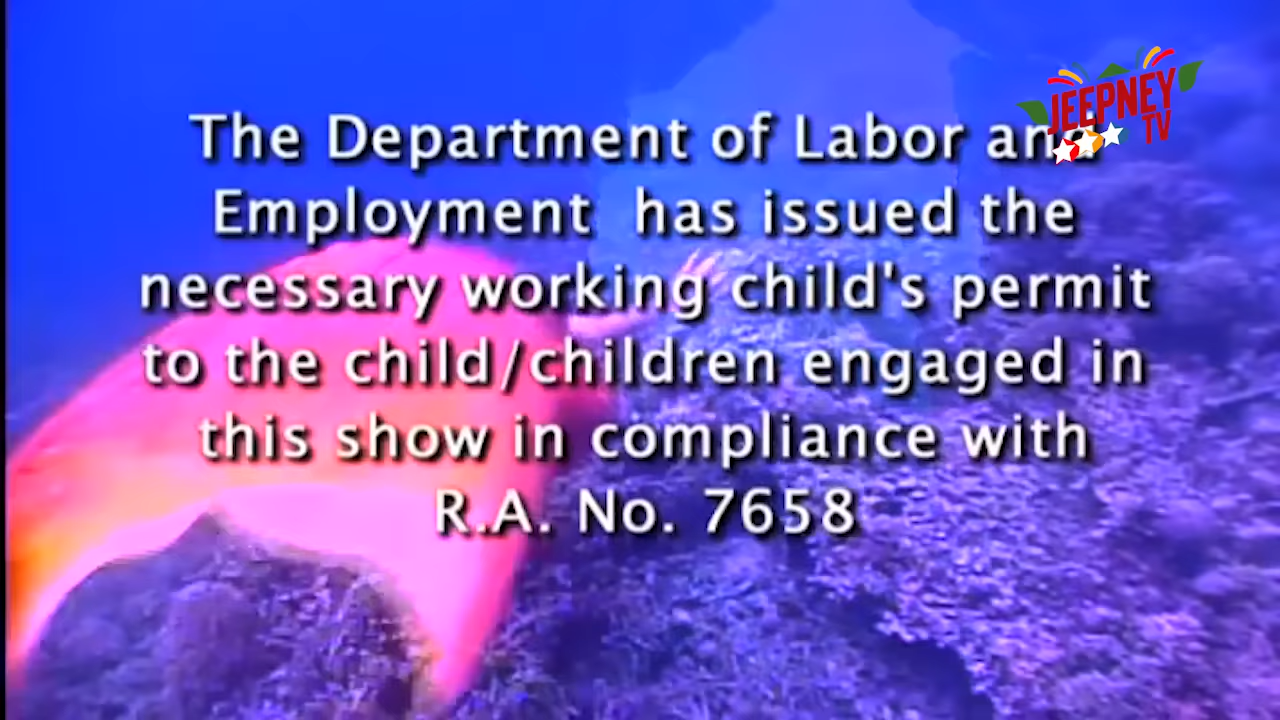 The Department of Labor and
Employment has issued the
necessary working child's permit
to the child/children engaged in
this show in compliance with
R.A. No. 7658
JEEPNEY
TV